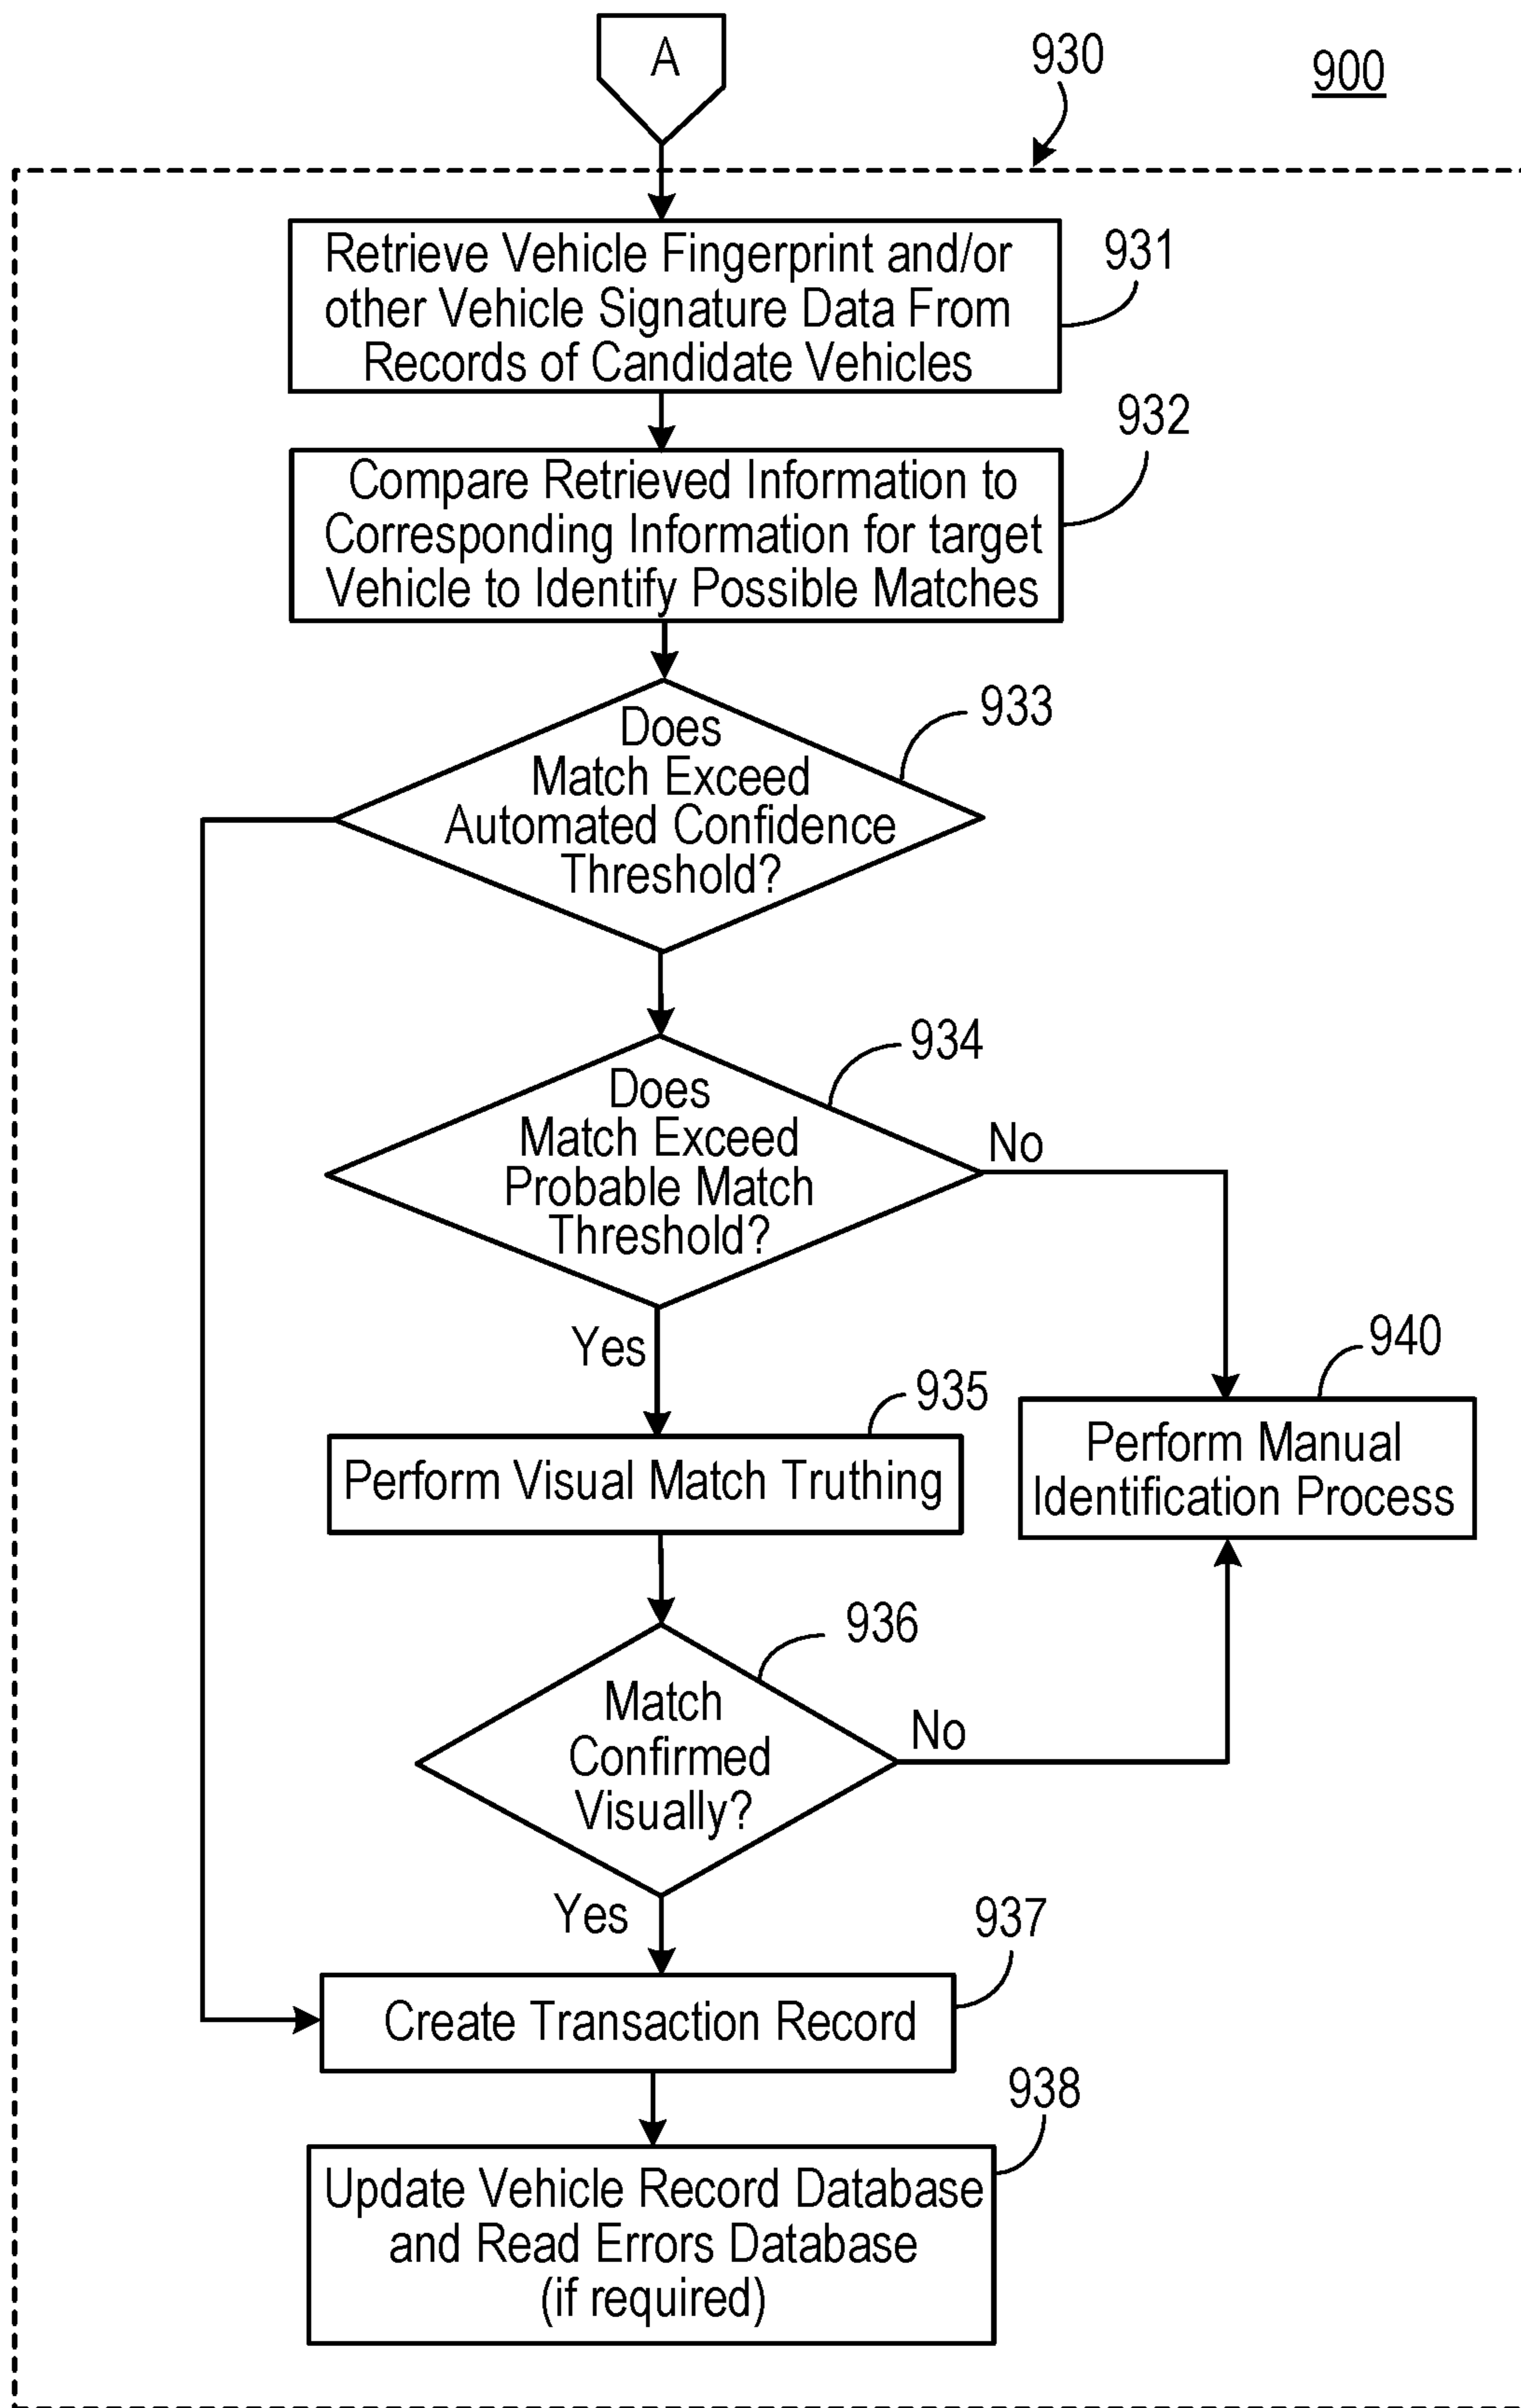 A
930
900
Retrieve Vehicle Fingerprint and/or
other Vehicle Signature Data From
Records of Candidate Vehicles
931
932
Compare Retrieved Information to
Corresponding Information for target
Vehicle to Identify Possible Matches
933
Does
Match Exceed
Automated Confidence
Threshold?
934
Does
Match Exceed
Probable Match
Threshold?
No
Yes
940
935
Perform Visual Match Truthing
Perform Manual
Identification Process
936
Match
Confirmed
Visually?
No
Yes
937
Create Transaction Record
938
Update Vehicle Record Database
and Read Errors Database
(if required)